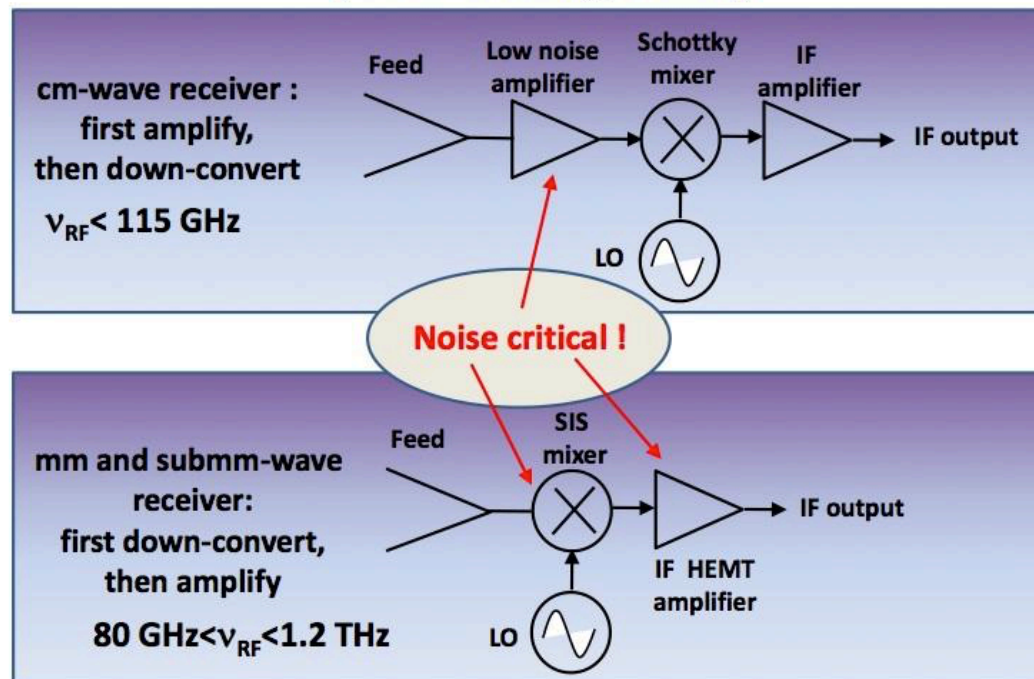 cm-wave receiver :
first amplify,
then down-convert
νRF< 115 GHz
Feed
Low noise
amplifier
Schottky
mixer
IF
amplifier
IF output
LO
Noise critical !
mm and submm-wave
receiver:
first down-convert,
then amplify
80 GHz<νRF<1.2 THz
Feed
SIS
mixer
IF HEMT
amplifier
IF output
LO